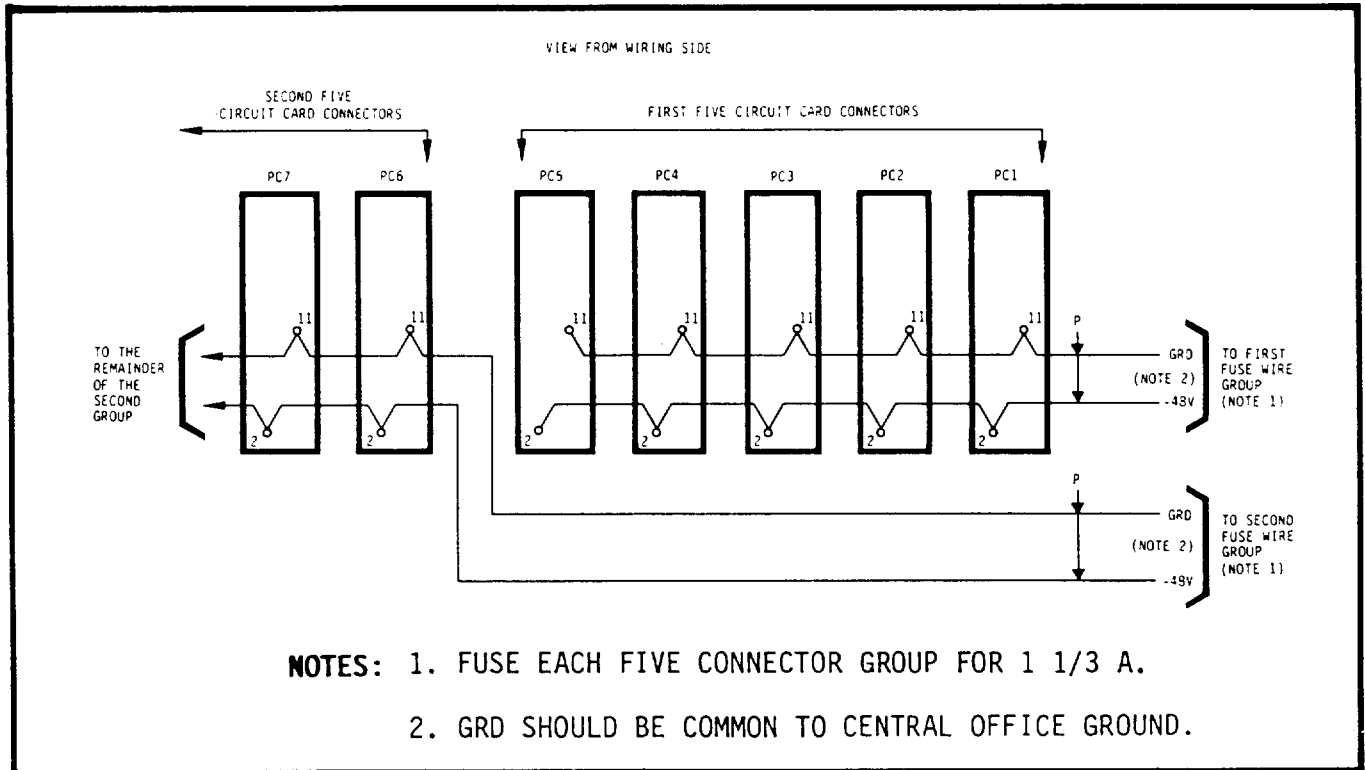 VIEW FROM WIRING SIDE
SECOND FIVE
CIRCUIT CARD CONNECTORS
FIRST FIVE CIRCUIT CARD CONNECTORS
PC7
PC6
PC5
PC4
PC3
PC2
PC1
11
11
11
11
11
11
11
2
2
2
2
2
2
2
TO THE
REMAINDER
OF THE
SECOND
GROUP
P
GRD
(NOTE 2)
-48V
TO FIRST
FUSE WIRE
GROUP
(NOTE 1)
P
GRD
(NOTE 2)
-48V
TO SECOND
FUSE WIRE
GROUP
(NOTE 1)
NOTES: 1. FUSE EACH FIVE CONNECTOR GROUP FOR 1 1/3 A.
2. GRD SHOULD BE COMMON TO CENTRAL OFFICE GROUND.